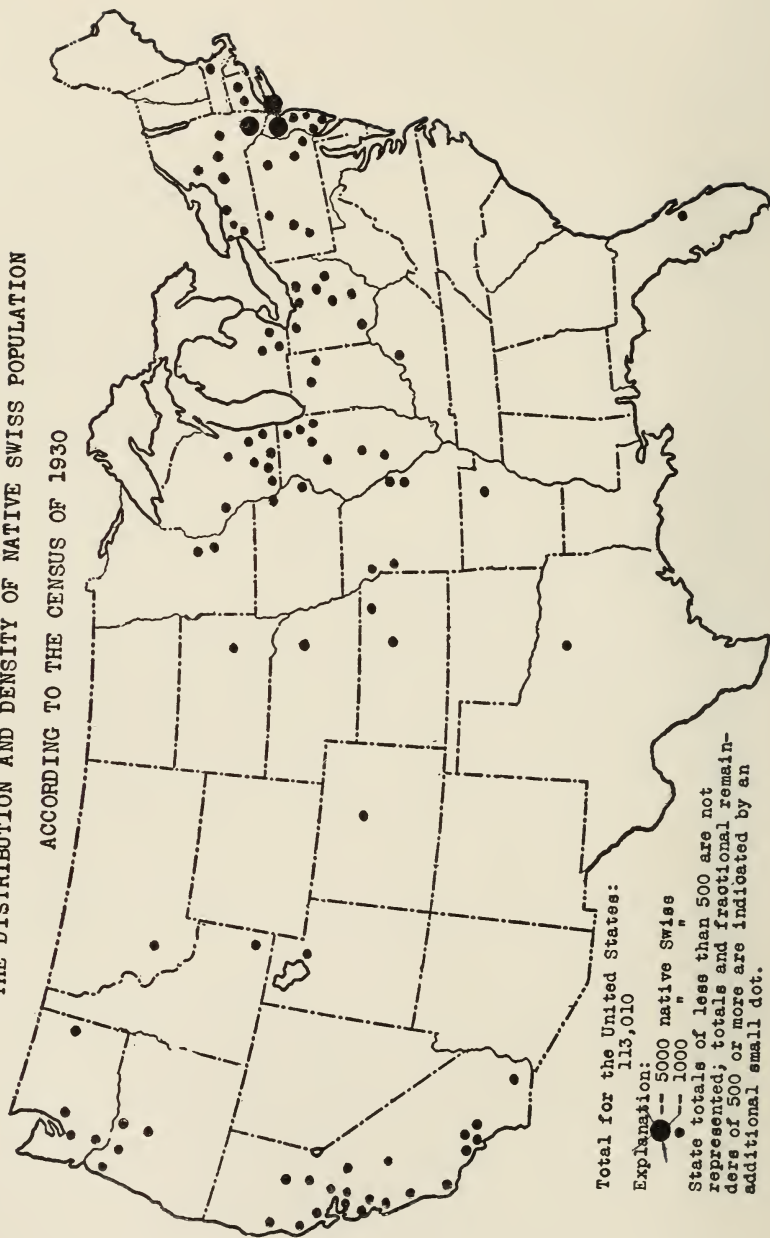 THE DISTRIBUTION AND DENSITY OF NATIVE SWISS POPULATION
ACCORDING TO THE CENSUS OF 1930
Total for the United States:
113,010
Explanation:
-- 5000 native Swiss
-- 1000 " "
State totals of less than 500 are not
represented; totals and fractional remain-
ders of 500 or more are indicated by an
additional small dot.